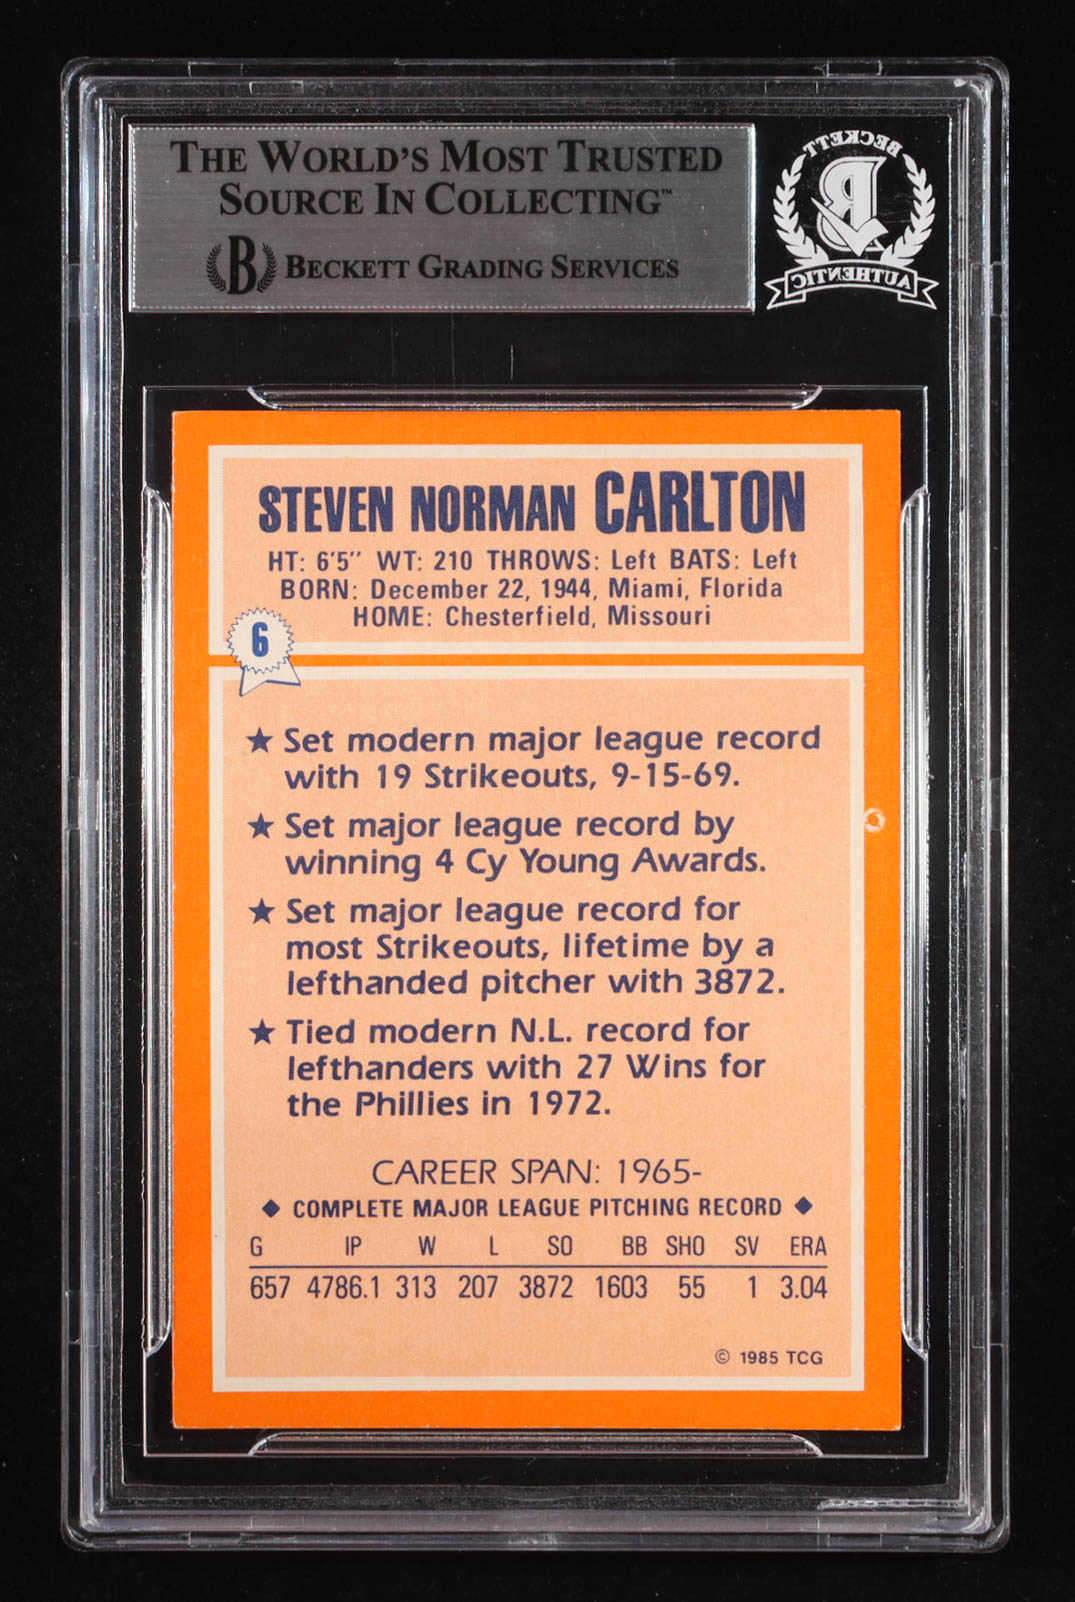 THE WORLD'S MOST TRUSTED
SOURCE IN COLLECTING™
B BECKETT GRADING SERVICES
BECKETT
B
AUTHENTIC
STEVEN NORMAN CARLTON
HT: 6'5" WT: 210 THROWS: Left BATS: Left
BORN: December 22, 1944, Miami, Florida
HOME: Chesterfield, Missouri
6
★ Set modern major league record
with 19 Strikeouts, 9-15-69.
★ Set major league record by
winning 4 Cy Young Awards.
★ Set major league record for
most Strikeouts, lifetime by a
lefthanded pitcher with 3872.
★ Tied modern N.L. record for
lefthanders with 27 Wins for
the Phillies in 1972.
CAREER SPAN: 1965-
◆ COMPLETE MAJOR LEAGUE PITCHING RECORD ◆
G IP W L SO BB SHO SV ERA
657 4786.1 313 207 3872 1603 55 1 3.04
© 1985 TCG